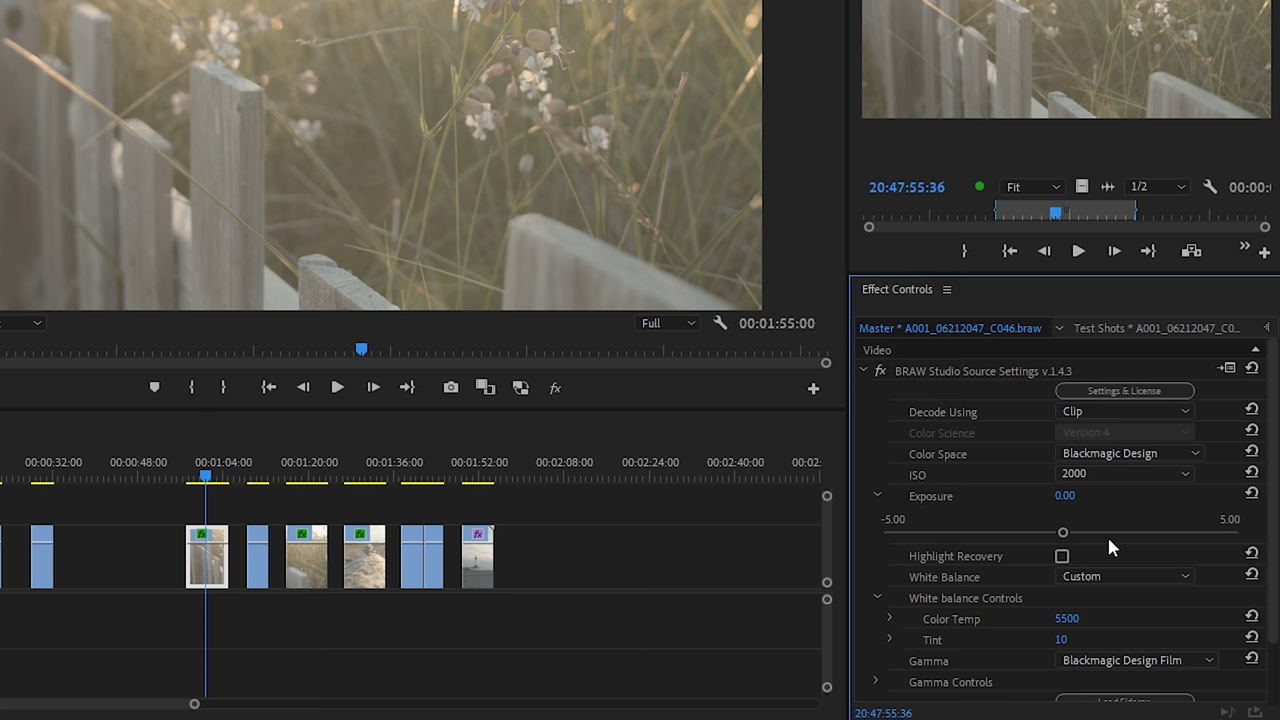 20:47:55:36
Fit
1/2
00:00:
Effect Controls
Full
00:01:55:00
Master * A001_06212047_C046.braw
Test Shots * A001_06212047_C0...
Video
fx BRAW Studio Source Settings v.1.4.3
Settings & License
fx
Decode Using
Clip
Color Science
Version 4
Color Space
Blackmagic Design
00:00:32:00
00:00:48:00
00:01:04:00
00:01:20:00
00:01:36:00
00:01:52:00
00:02:08:00
00:02:24:00
00:02:40:00
00:02:
ISO
2000
Exposure
0.00
-5.00
5.00
fx
fx
fx
fx
Highlight Recovery
White Balance
Custom
White balance Controls
Color Temp
5500
Tint
10
Gamma
Blackmagic Design Film
Gamma Controls
20:47:55:36